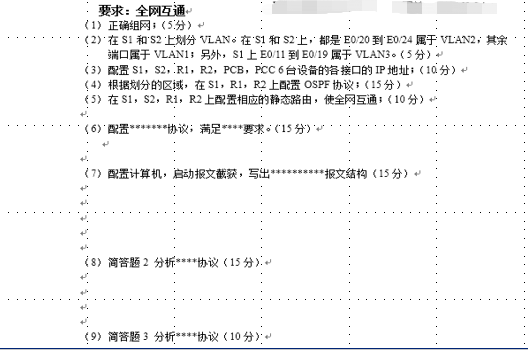 要求：全网互通
（1）正确组网；（5分）
（2）在 S1 和 S2 上划分 VLAN。在 S1 和 S2 上，都是 E0/20 到 E0/24 属于 VLAN2，其余
端口属于 VLAN1；另外，S1 上 E0/11 到 E0/19 属于 VLAN3。（5 分）
（3）配置 S1，S2，R1，R2，PCB，PCC 6 台设备的各接口的 IP 地址；（10 分）
（4）根据划分的区域，在 S1，R1，R2 上配置 OSPF 协议；（15 分）
（5）在 S1，S2，R1，R2 上配置相应的静态路由，使全网互通；（10 分）
（6）配置*******协议，满足****要求。（15 分）
（7）配置计算机，启动报文截获，写出**********报文结构（15 分）
（8）简答题 2 分析****协议（15 分）
（9）简答题 3 分析****协议（10 分）